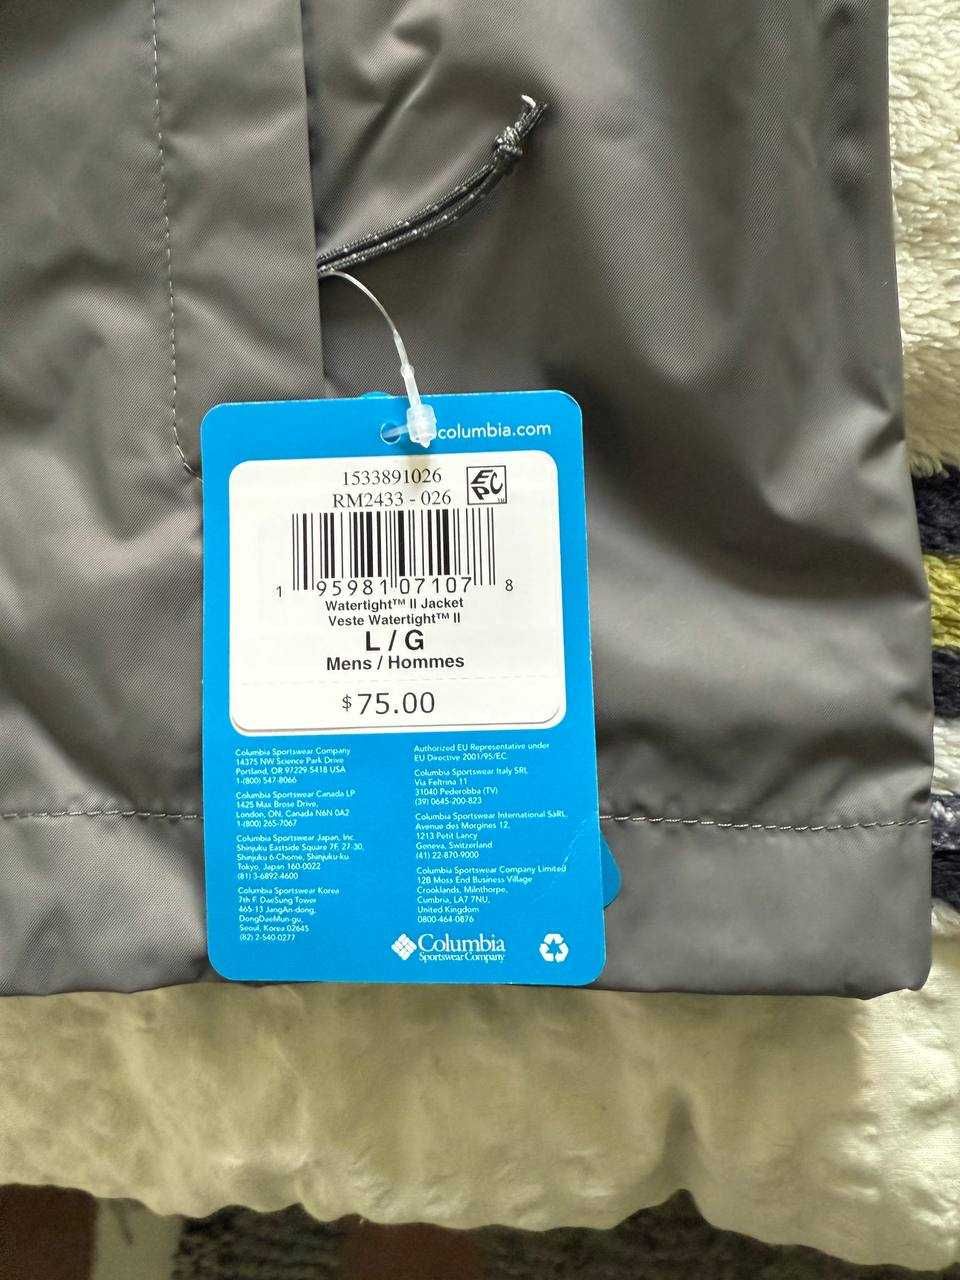 columbia.com
1533891026
RM2433 - 026
EPC
1 95981 07107 8
Watertight™ II Jacket
Veste Watertight™ II
L / G
Mens / Hommes
$75.00
Columbia Sportswear Company
14375 NW Science Park Drive
Portland, OR 97229-5418 USA
1-(800) 547-8066
Columbia Sportswear Canada LP
1425 Max Brose Drive,
London, ON, Canada N6N 0A2
1-(800) 265-7067
Columbia Sportswear Japan, Inc.
Shinjuku Eastside Square 7F, 27-30,
Shinjuku 6-Chome, Shinjuku-ku
Tokyo, Japan 160-0022
(81) 3-6892-4600
Columbia Sportswear Korea
7th F. DaeSung Tower
465-13 JangAn-dong,
DongDaeMun-gu,
Seoul, Korea 02645
(82) 2-540-0277
Authorized EU Representative under
EU Directive 2001/95/EC.
Columbia Sportswear Italy SRL
Via Feltrina 11
31040 Pederobba (TV)
(39) 0645-200-823
Columbia Sportswear International SàRL.
Avenue des Morgines 12,
1213 Petit Lancy
Geneva, Switzerland
(41) 22-870-9000
Columbia Sportswear Company Limited
12B Moss End Business Village
Crooklands, Milnthorpe,
Cumbria, LA7 7NU,
United Kingdom
0800-464-0876
Columbia
Sportswear Company